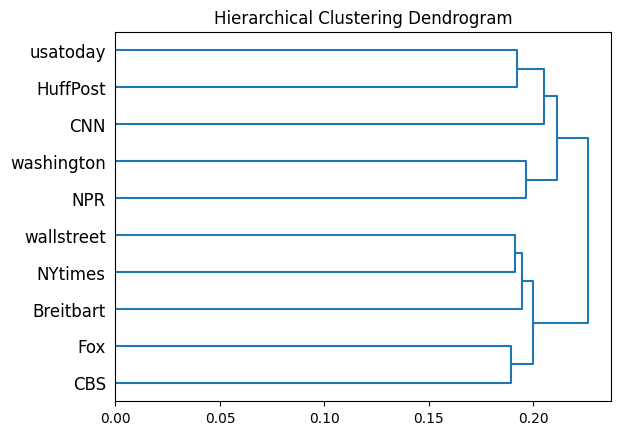 Hierarchical Clustering Dendrogram
usatoday
HuffPost
CNN
washington
NPR
wallstreet
NYtimes
Breitbart
Fox
CBS
0.00 0.05 0.10 0.15 0.20